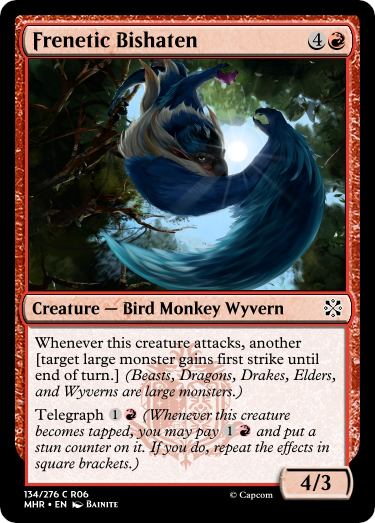 Frenetic Bishaten 4
Creature — Bird Monkey Wyvern
Whenever this creature attacks, another
[target large monster gains first strike until
end of turn.] (Beasts, Dragons, Drakes, Elders,
and Wyverns are large monsters.)
Telegraph 1 (Whenever this creature
becomes tapped, you may pay 1 and put a
stun counter on it. If you do, repeat the effects in
square brackets.)
4/3
134/276 C R06
MHR • EN BAINITE
© Capcom